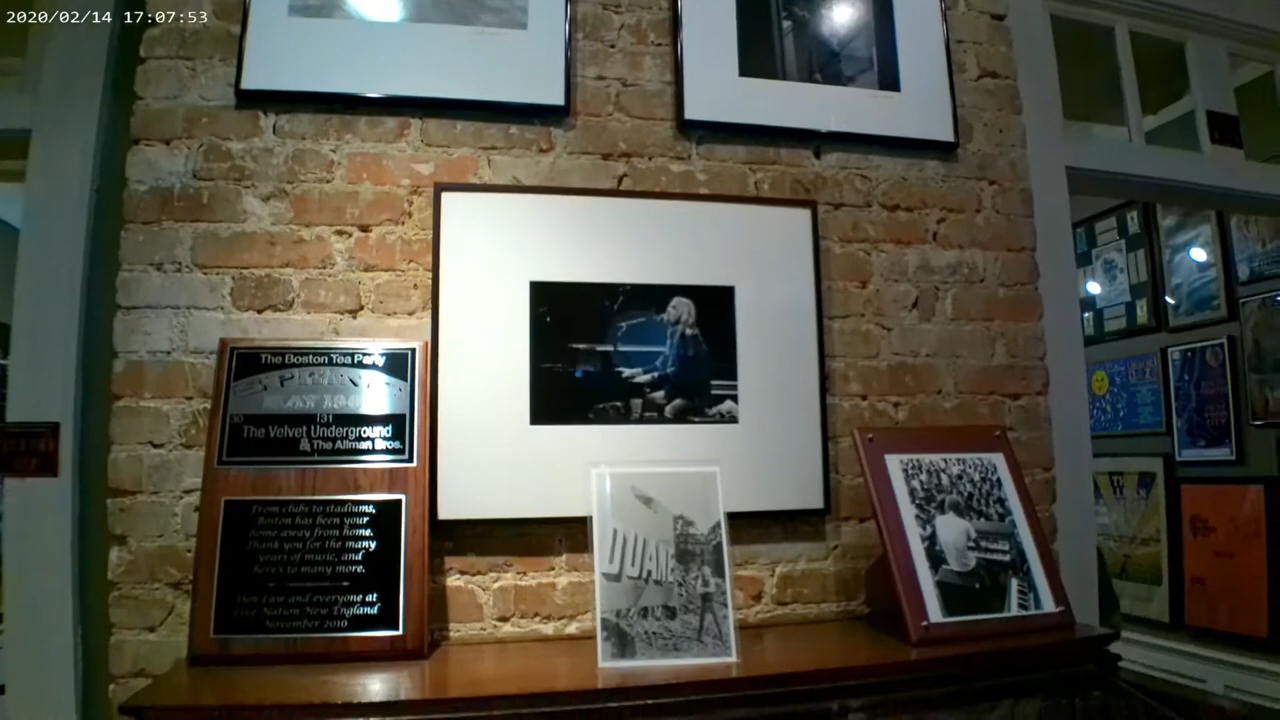 2020/02/14 17:07:53
The Boston Tea Party
30 31
The Velvet Underground
& The Allman Bros.
From clubs to stadiums,
Boston has been your
home away from home.
Thank you for the many
years of music, and
here's to many more.
Don Law and everyone at
Live Nation New England
November 2010
DUANE